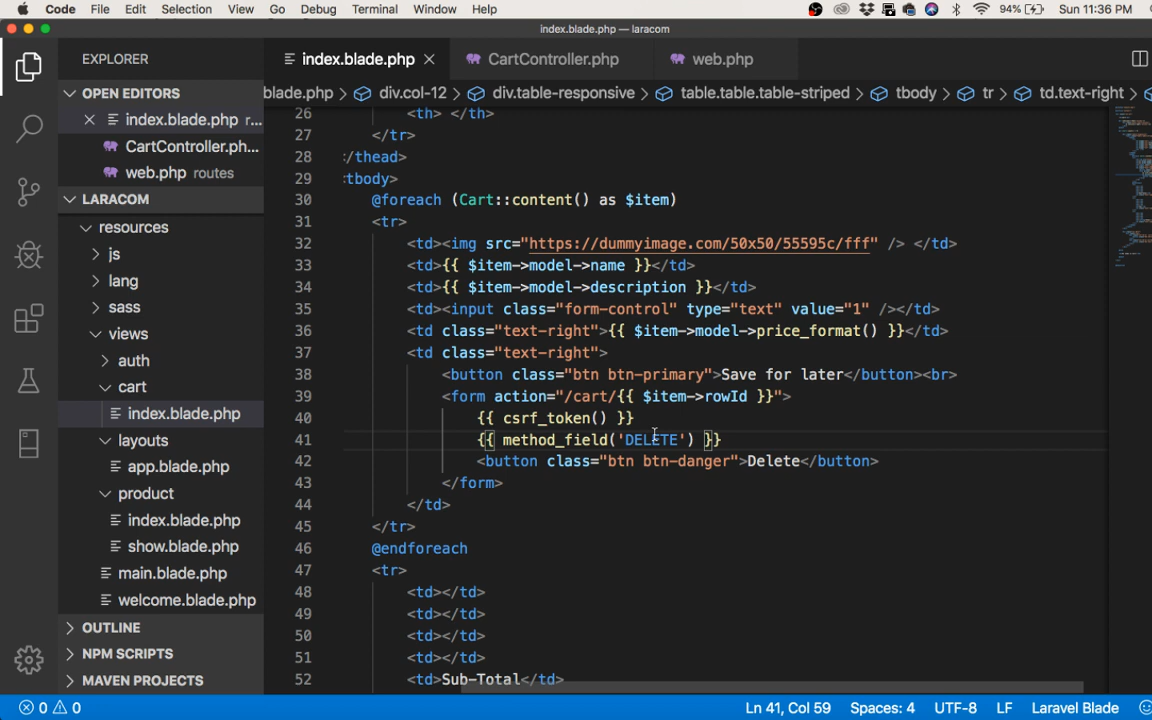 Code File Edit Selection View Go Debug Terminal Window Help 94% Sun 11:36 PM
index.blade.php — laracom
EXPLORER index.blade.php CartController.php web.php
OPEN EDITORS blade.php > div.col-12 > div.table-responsive > table.table.table-striped > tbody > tr > td.text-right >
index.blade.php r...
CartController.ph...
web.php routes
LARACOM
resources
js
lang
sass
views
auth
cart
index.blade.php
layouts
app.blade.php
product
index.blade.php
show.blade.php
main.blade.php
welcome.blade.php
OUTLINE
NPM SCRIPTS
MAVEN PROJECTS
26 <th> </th>
27 </tr>
28 </thead>
29 <tbody>
30 @foreach (Cart::content() as $item)
31 <tr>
32 <td><img src="https://dummyimage.com/50x50/55595c/fff" /> </td>
33 <td>{{ $item->model->name }}</td>
34 <td>{{ $item->model->description }}</td>
35 <td><input class="form-control" type="text" value="1" /></td>
36 <td class="text-right">{{ $item->model->price_format() }}</td>
37 <td class="text-right">
38 <button class="btn btn-primary">Save for later</button><br>
39 <form action="/cart/{{ $item->rowId }}">
40 {{ csrf_token() }}
41 {{ method_field('DELETE') }}
42 <button class="btn btn-danger">Delete</button>
43 </form>
44 </td>
45 </tr>
46 @endforeach
47 <tr>
48 <td></td>
49 <td></td>
50 <td></td>
51 <td></td>
52 <td>Sub-Total</td>
0 0 Ln 41, Col 59 Spaces: 4 UTF-8 LF Laravel Blade